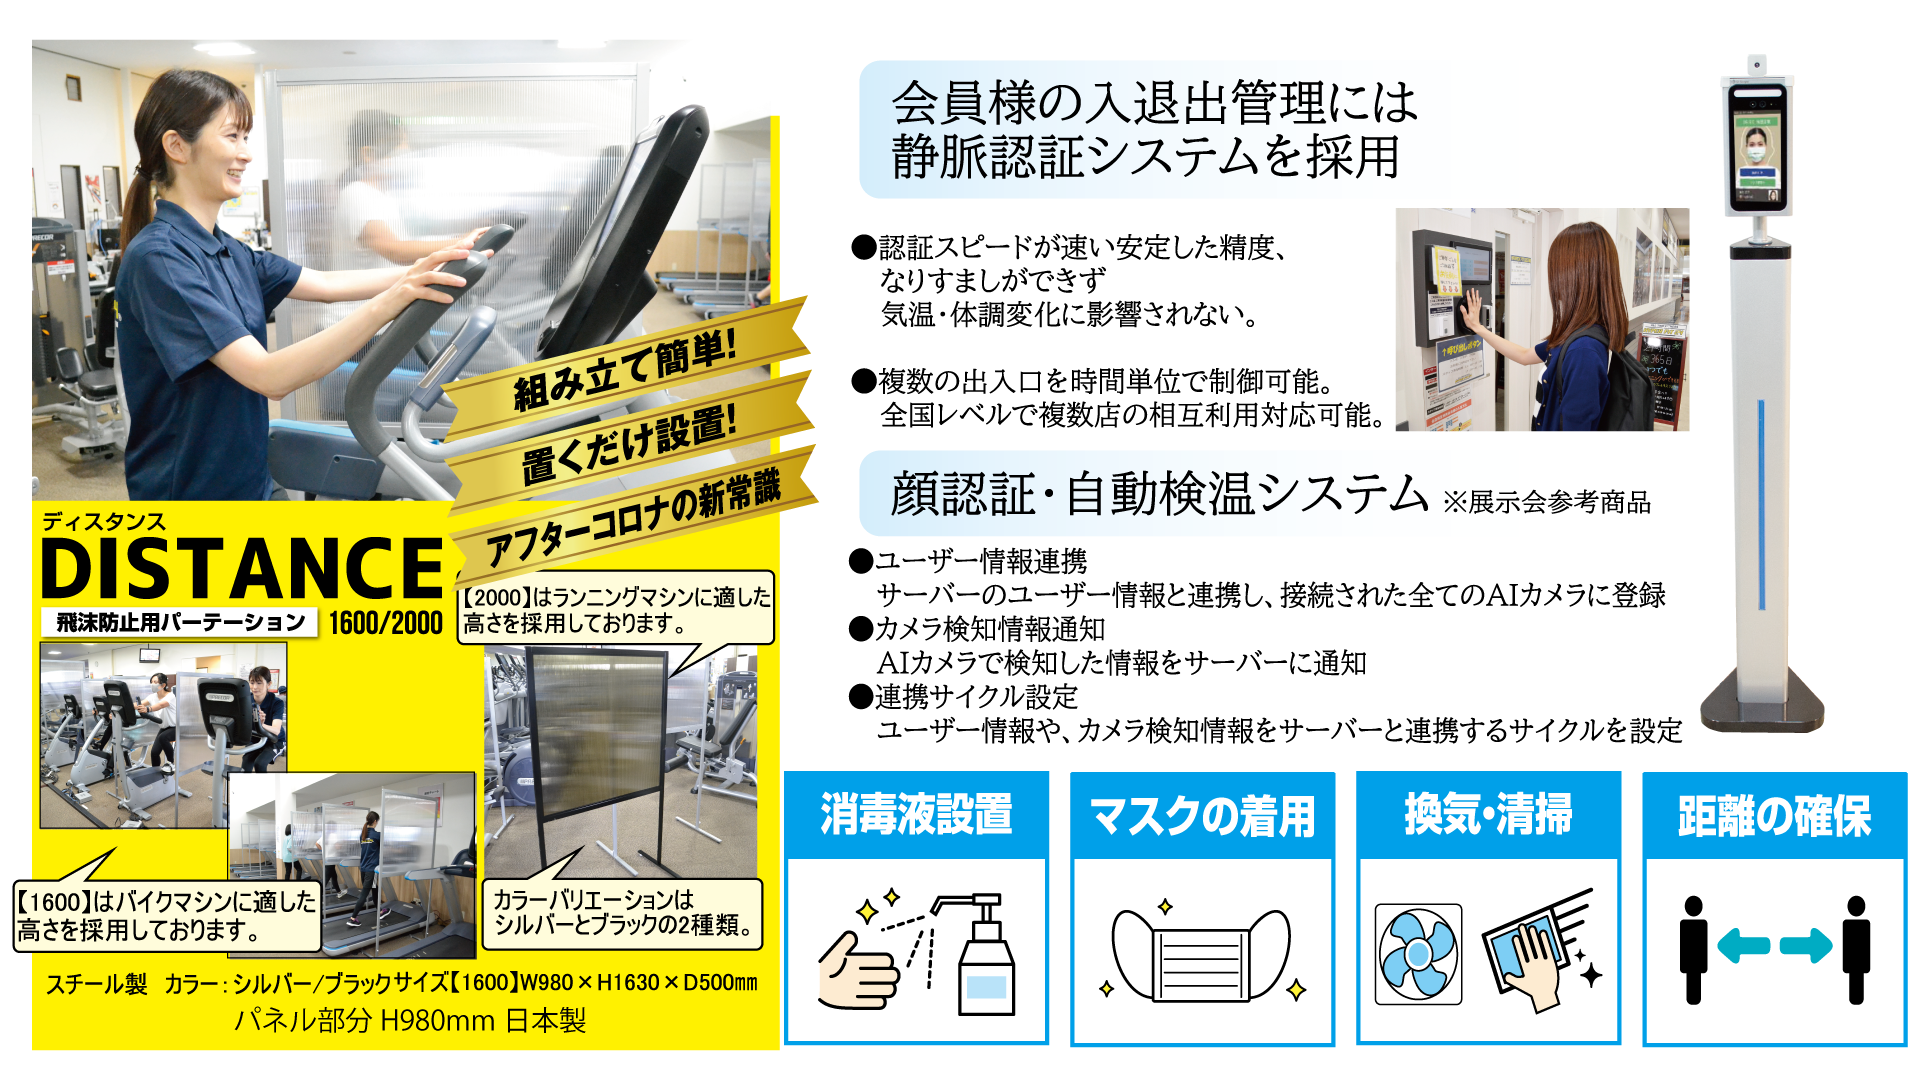 組み立て簡単!
置くだけ設置!
アフターコロナの新常識
ディスタンス
DISTANCE
飛沫防止用パーテーション
1600/2000
【2000】はランニングマシンに適した
高さを採用しております。
【1600】はバイクマシンに適した
高さを採用しております。
カラーバリエーションは
シルバーとブラックの2種類。
スチール製 カラー：シルバー/ブラックサイズ【1600】W980×H1630×D500㎜
パネル部分 H980mm 日本製
会員様の入退出管理には
静脈認証システムを採用
●認証スピードが速い安定した精度、
なりすましができず
気温・体調変化に影響されない。
●複数の出入口を時間単位で制御可能。
全国レベルで複数店の相互利用対応可能。
↑呼び出しボタン
365日
顔認証・自動検温システム ※展示会参考商品
●ユーザー情報連携
サーバーのユーザー情報と連携し、接続された全てのAIカメラに登録
●カメラ検知情報通知
AIカメラで検知した情報をサーバーに通知
●連携サイクル設定
ユーザー情報や、カメラ検知情報をサーバーと連携するサイクルを設定
消毒液設置
マスクの着用
換気・清掃
距離の確保